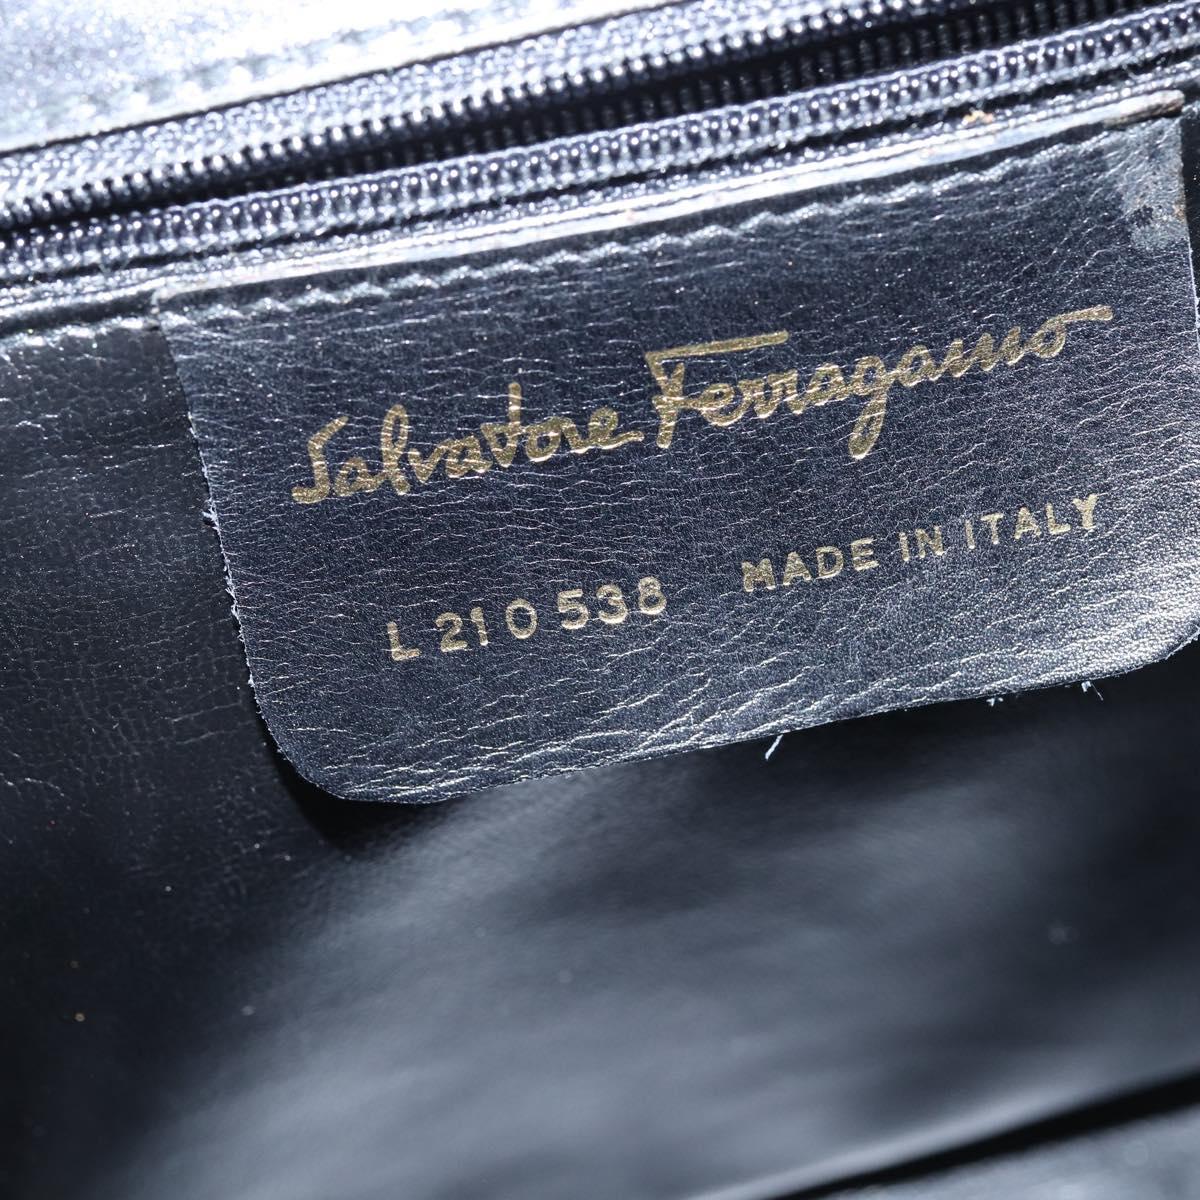 Salvatore Ferragamo
L 21 0 538 MADE IN ITALY